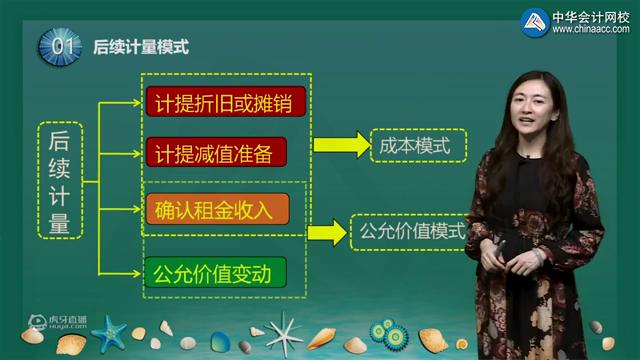 中华会计网校
www.chinaacc.com
01 后续计量模式
后续计量
计提折旧或摊销
计提减值准备
确认租金收入
公允价值变动
成本模式
公允价值模式
虎牙直播
Huya.com